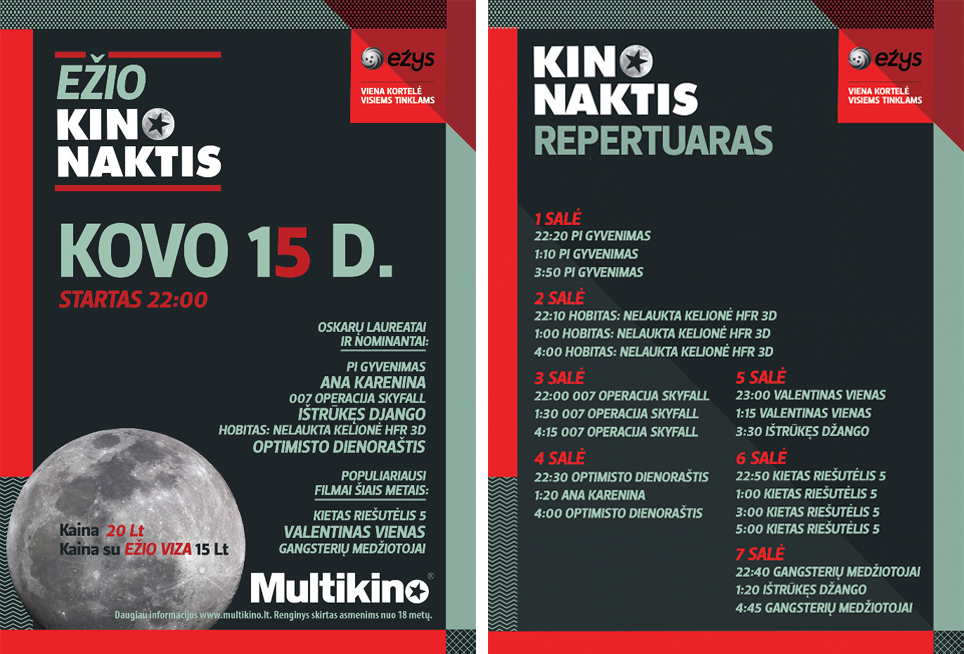 EŽIO
KINO
NAKTIS
ežys
VIENA KORTELĖ
VISIEMS TINKLAMS
KOVO 15 D.
STARTAS 22:00
OSKARŲ LAUREATAI
IR NOMINANTAI:
PI GYVENIMAS
ANA KARENINA
007 OPERACIJA SKYFALL
IŠTRŪKĘS DJANGO
HOBITAS: NELAUKTA KELIONĖ HFR 3D
OPTIMISTO DIENORAŠTIS
POPULIARIAUSI
FILMAI ŠIAIS METAIS:
KIETAS RIEŠUTĖLIS 5
VALENTINAS VIENAS
GANGSTERIŲ MEDŽIOTOJAI
Kaina 20 Lt
Kaina su EŽIO VIZA 15 Lt
Multikino®
Daugiau informacijos www.multikino.lt. Renginys skirtas asmenims nuo 18 metų.
KINO
NAKTIS
REPERTUARAS
ežys
VIENA KORTELĖ
VISIEMS TINKLAMS
1 SALĖ
22:20 PI GYVENIMAS
1:10 PI GYVENIMAS
3:50 PI GYVENIMAS
2 SALĖ
22:10 HOBITAS: NELAUKTA KELIONĖ HFR 3D
1:00 HOBITAS: NELAUKTA KELIONĖ HFR 3D
4:00 HOBITAS: NELAUKTA KELIONĖ HFR 3D
3 SALĖ
22:00 007 OPERACIJA SKYFALL
1:30 007 OPERACIJA SKYFALL
4:15 007 OPERACIJA SKYFALL
4 SALĖ
22:30 OPTIMISTO DIENORAŠTIS
1:20 ANA KARENINA
4:00 OPTIMISTO DIENORAŠTIS
5 SALĖ
23:00 VALENTINAS VIENAS
1:15 VALENTINAS VIENAS
3:30 IŠTRŪKĘS DŽANGO
6 SALĖ
22:50 KIETAS RIEŠUTĖLIS 5
1:00 KIETAS RIEŠUTĖLIS 5
3:00 KIETAS RIEŠUTĖLIS 5
5:00 KIETAS RIEŠUTĖLIS 5
7 SALĖ
22:40 GANGSTERIŲ MEDŽIOTOJAI
1:20 IŠTRŪKĘS DŽANGO
4:45 GANGSTERIŲ MEDŽIOTOJAI